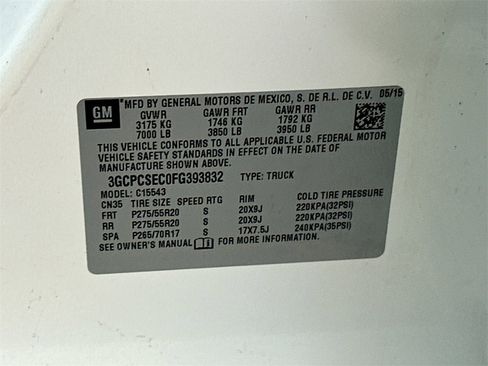 GM
*MFD BY GENERAL MOTORS DE MEXICO, S. DE R.L. DE C.V. 05/15
GVWR GAWR FRT GAWR RR
3175 KG 1746 KG 1792 KG
7000 LB 3850 LB 3950 LB
THIS VEHICLE CONFORMS TO ALL APPLICABLE U.S. FEDERAL MOTOR
VEHICLE SAFETY STANDARDS IN EFFECT ON THE DATE OF
MANUFACTURE SHOWN ABOVE.
3GCPCSEC0FG393832 TYPE: TRUCK
MODEL: C15543
CN35 TIRE SIZE SPEED RTG RIM COLD TIRE PRESSURE
FRT P275/55R20 S 20X9J 220KPA(32PSI)
RR P275/55R20 S 20X9J 220KPA(32PSI)
SPA P265/70R17 S 17X7.5J 240KPA(35PSI)
SEE OWNER'S MANUAL FOR MORE INFORMATION.